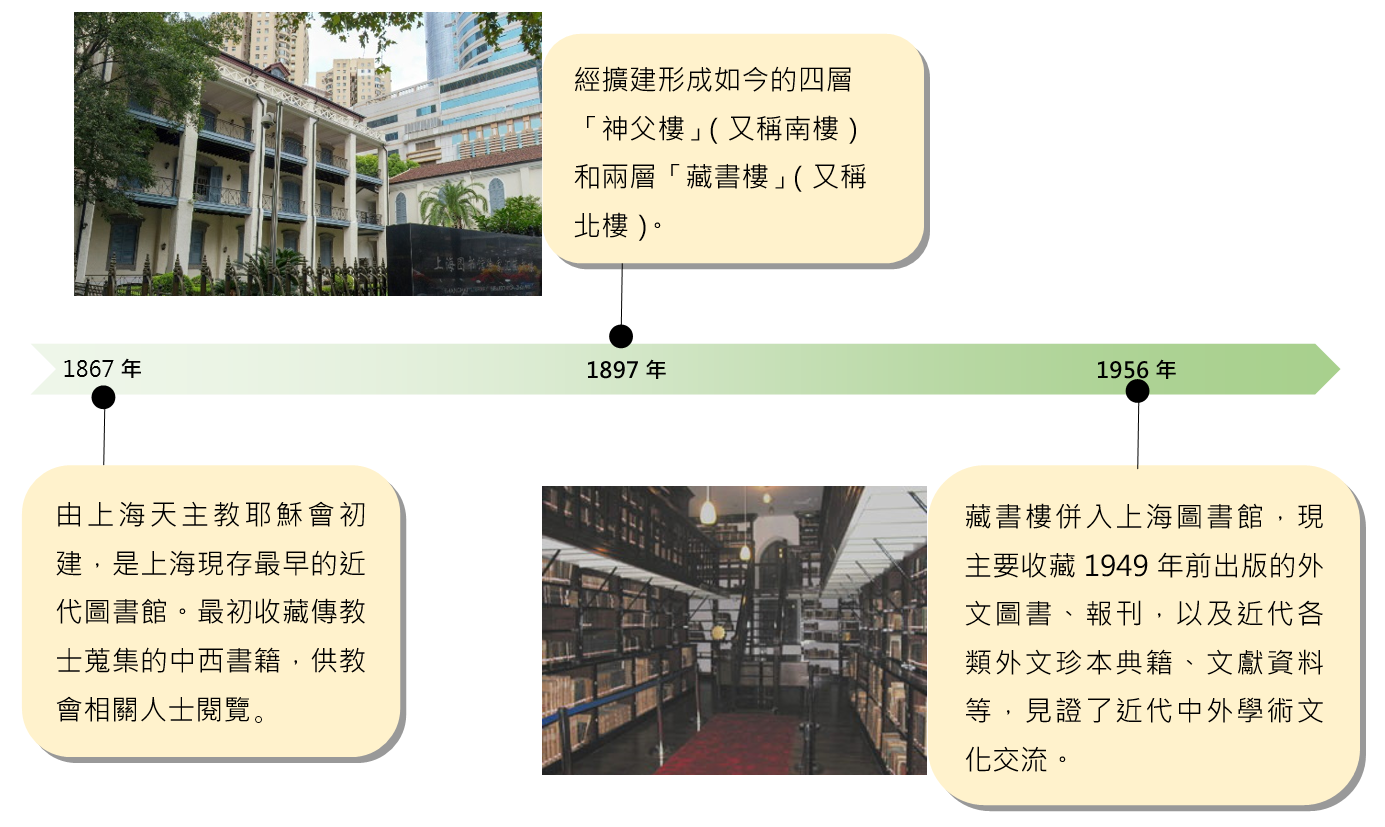 經擴建形成如今的四層
「神父樓」(又稱南樓)
和兩層「藏書樓」(又稱
北樓)。
1867 年
1897 年
1956 年
由上海天主教耶穌會初
建，是上海現存最早的近
代圖書館。最初收藏傳教
士蒐集的中西書籍，供教
會相關人士閱覽。
藏書樓併入上海圖書館，現
主要收藏 1949 年前出版的外
文圖書、報刊，以及近代各
類外文珍本典籍、文獻資料
等，見證了近代中外學術文
化交流。